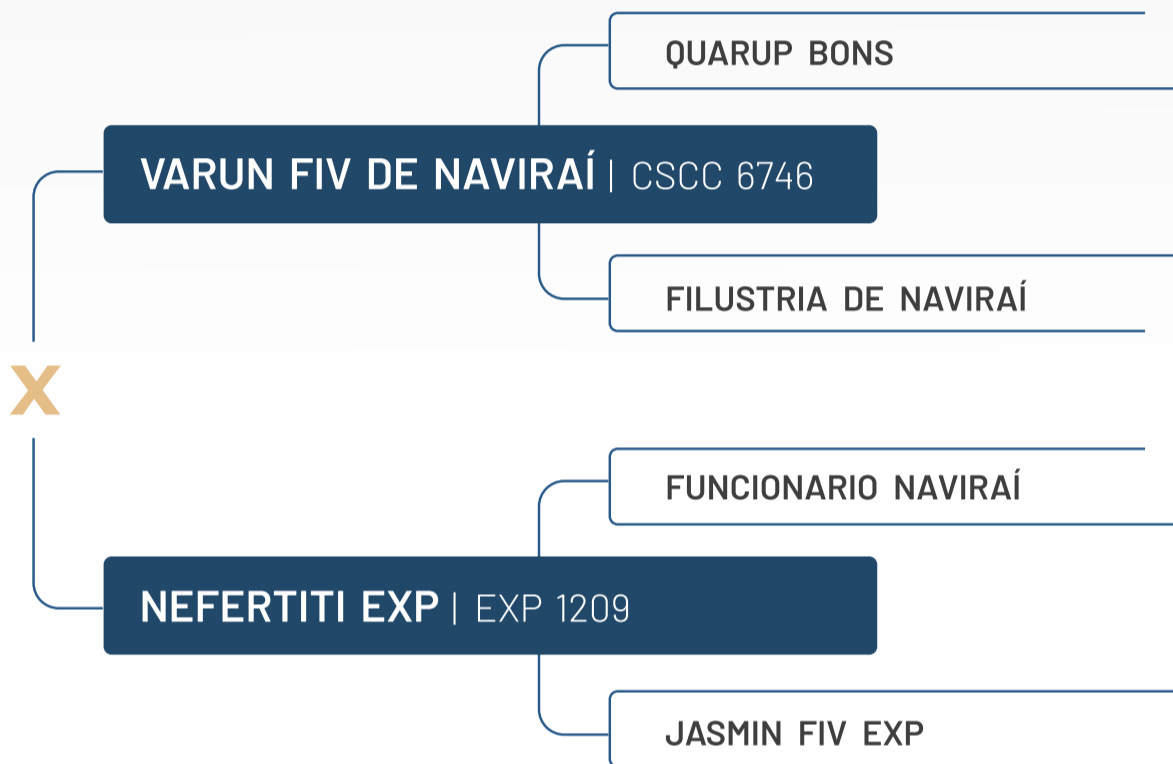 QUARUP BONS
VARUN FIV DE NAVIRAÍ | CSCC 6746
FILUSTRIA DE NAVIRAÍ
X
FUNCIONARIO NAVIRAÍ
NEFERTITI EXP | EXP 1209
JASMIN FIV EXP